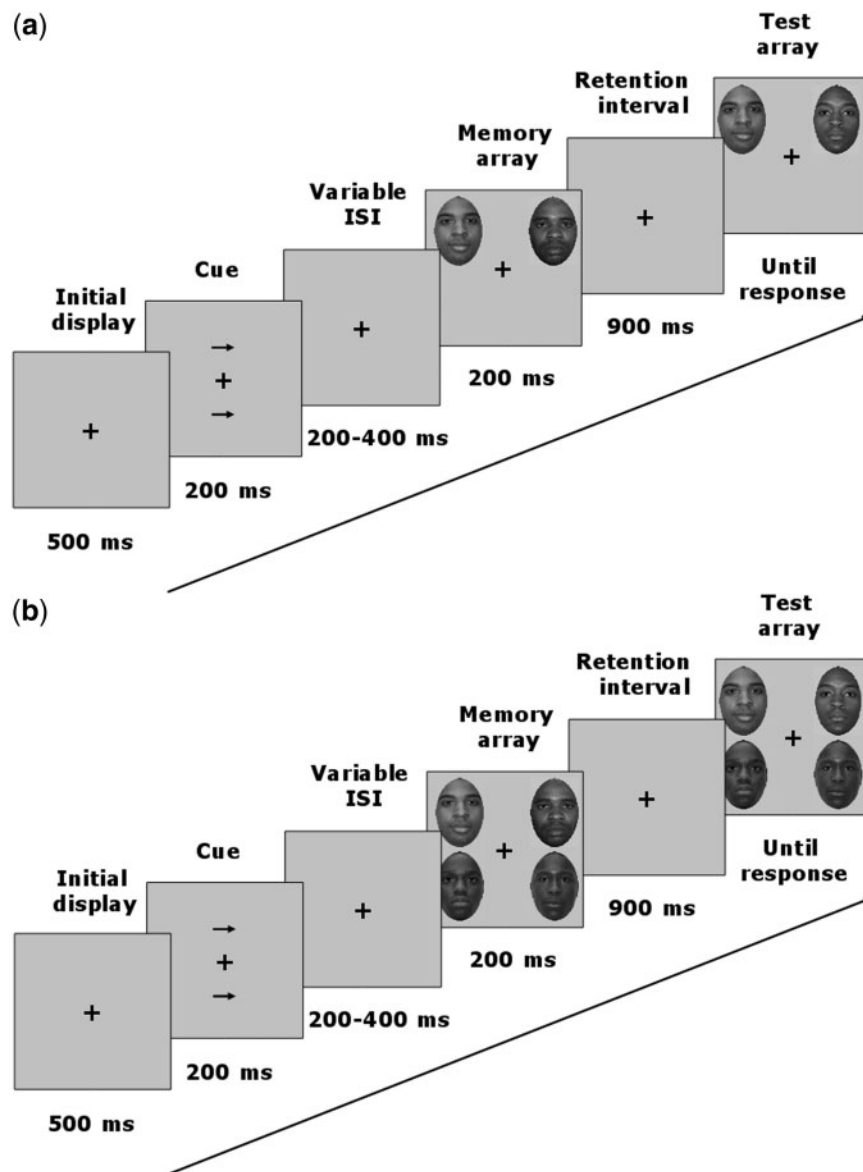 (a)
Test
array
Retention
interval
Memory
array
Variable
ISI
Cue
Initial
display
Until
response
900 ms
200 ms
200-400 ms
200 ms
500 ms
(b)
Test
array
Retention
interval
Memory
array
Variable
ISI
Cue
Initial
display
Until
response
900 ms
200 ms
200-400 ms
200 ms
500 ms